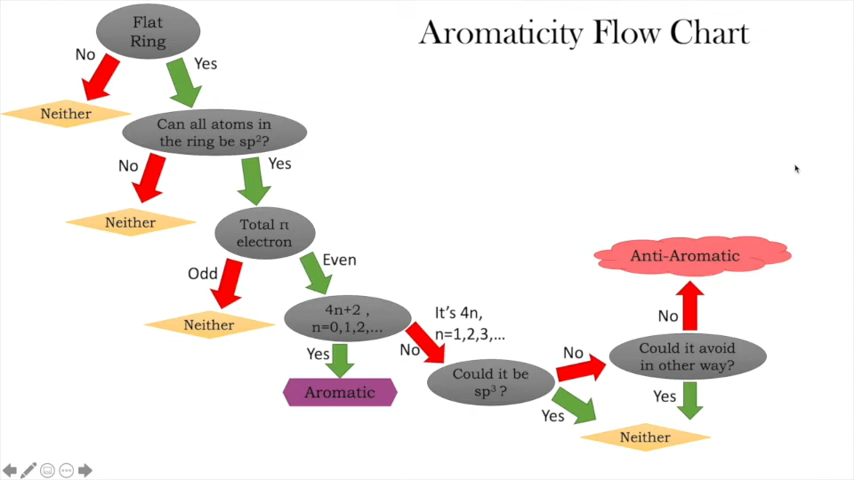 Aromaticity Flow Chart
Flat
Ring
No
Yes
Neither
Can all atoms in
the ring be sp²?
No
Yes
Neither
Total π
electron
Odd
Even
Neither
4n+2 ,
n=0,1,2,...
It's 4n,
n=1,2,3,...
Yes
No
Aromatic
Could it be
sp³ ?
No
Yes
Could it avoid
in other way?
No
Anti-Aromatic
Yes
Neither